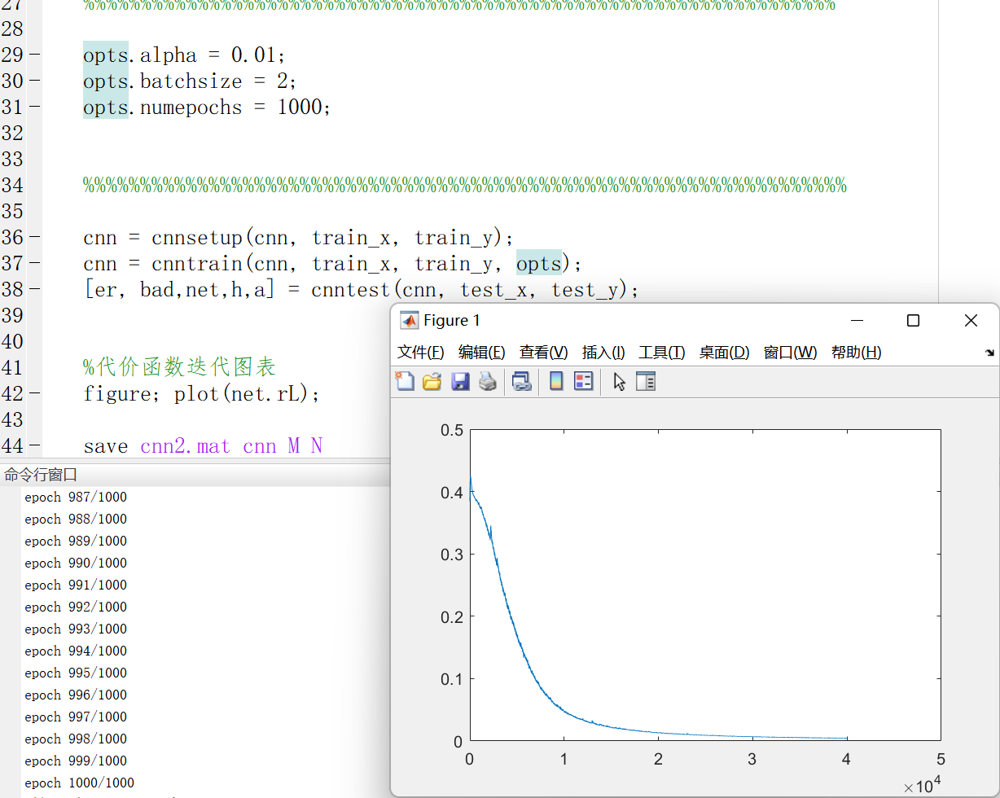 27 %%%%%%%%%%%%%%%%%%%%%%%%%%%%%%%%%%%%%%%%%%%%%%%%%%%%%%%%%%%%%%%%%%
28
29 opts.alpha = 0.01;
30 opts.batchsize = 2;
31 opts.numepochs = 1000;
32
33
34 %%%%%%%%%%%%%%%%%%%%%%%%%%%%%%%%%%%%%%%%%%%%%%%%%%%%%%%%%%%%%%%%%%%
35
36 cnn = cnnsetup(cnn, train_x, train_y);
37 cnn = cnntrain(cnn, train_x, train_y, opts);
38 [er, bad,net,h,a] = cnntest(cnn, test_x, test_y);
39
40
41 %代价函数迭代图表
42 figure; plot(net.rL);
43
44 save cnn2.mat cnn M N
命令行窗口
epoch 987/1000
epoch 988/1000
epoch 989/1000
epoch 990/1000
epoch 991/1000
epoch 992/1000
epoch 993/1000
epoch 994/1000
epoch 995/1000
epoch 996/1000
epoch 997/1000
epoch 998/1000
epoch 999/1000
epoch 1000/1000
Figure 1
文件(F) 编辑(E) 查看(V) 插入(I) 工具(T) 桌面(D) 窗口(W) 帮助(H)
0.5
0.4
0.3
0.2
0.1
0
0 1 2 3 4 5
×10⁴